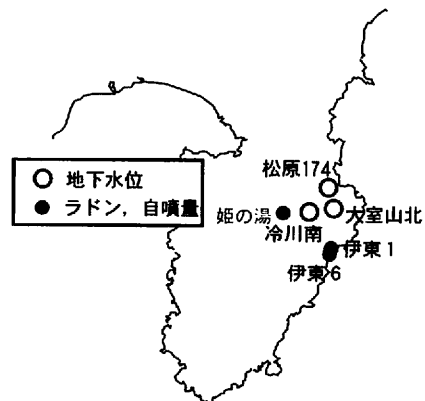 松原174
地下水位
ラドン，自噴量
姫の湯
大室山北
冷川南
伊東1
伊東6